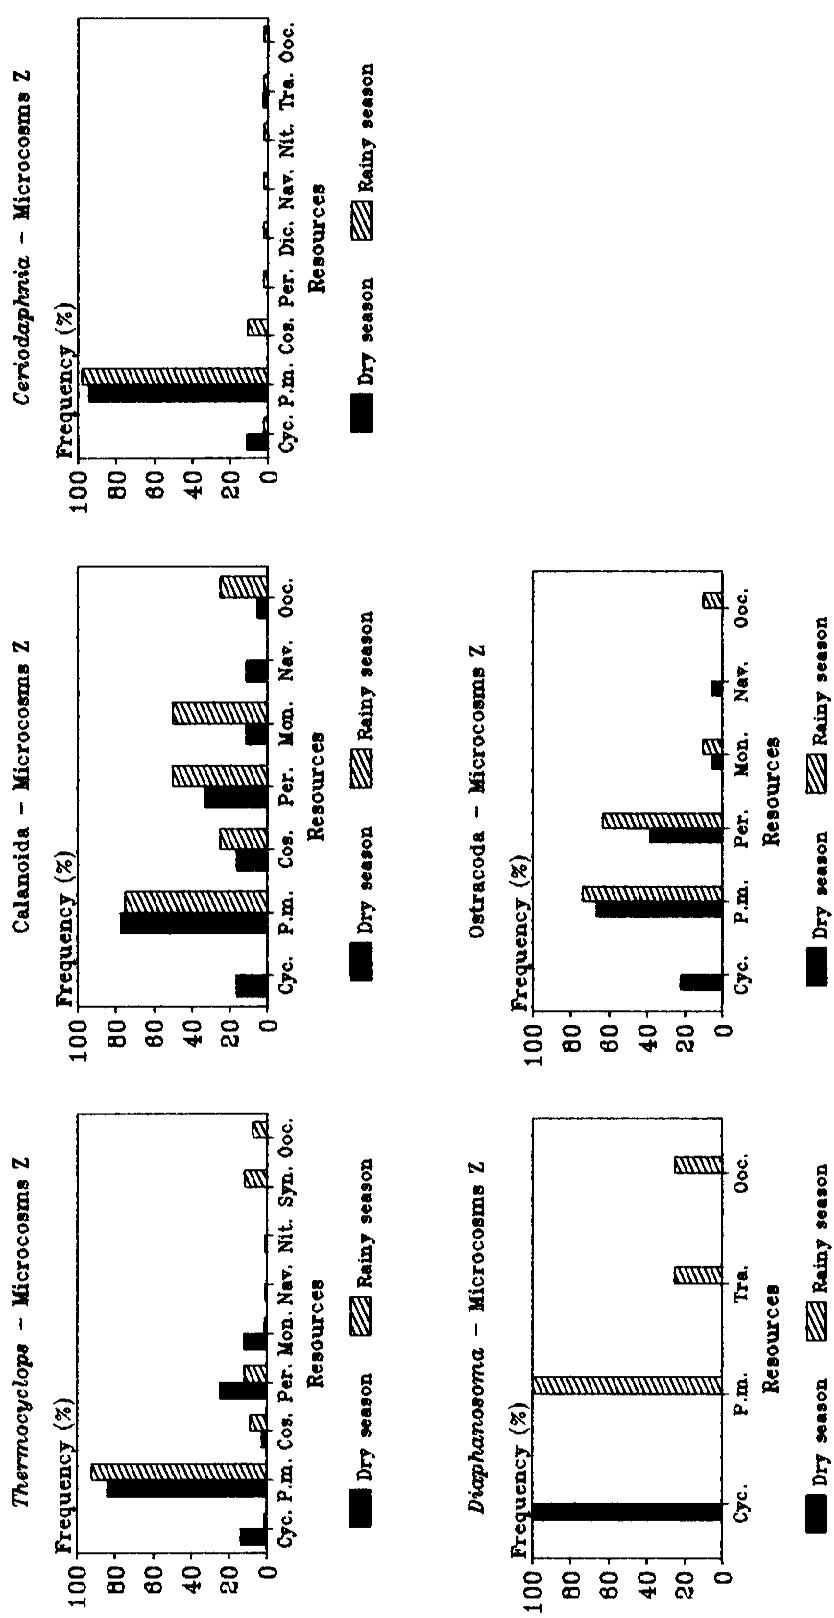 Thermocyclops - Microcosms Z
Frequency (%)
100
80
60
40
20
0
Cyc. P.m. Cos. Per. Mon. Nav. Nit. Syn. Ooc.
Resources
Dry season Rainy season
Calanoida - Microcosms Z
Frequency (%)
100
80
60
40
20
0
Cyc. P.m. Cos. Per. Mon. Nav. Ooc.
Resources
Dry season Rainy season
Ceriodaphnia - Microcosms Z
Frequency (%)
100
80
60
40
20
0
Cyc. P.m. Cos. Per. Dic. Nav. Nit. Tra. Ooc.
Resources
Dry season Rainy season
Diaphanosoma - Microcosms Z
Frequency (%)
100
80
60
40
20
0
Cyc. P.m. Tra. Ooc.
Resources
Dry season Rainy season
Ostracoda - Microcosms Z
Frequency (%)
100
80
60
40
20
0
Cyc. P.m. Per. Mon. Nav. Ooc.
Resources
Dry season Rainy season